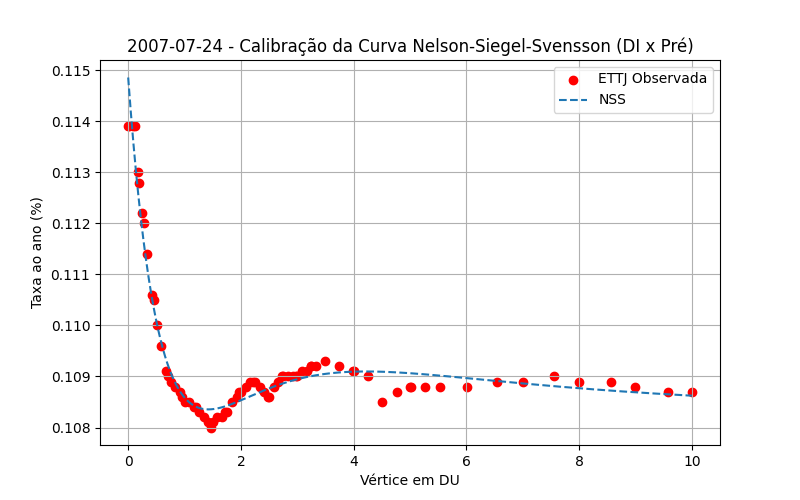 2007-07-24 - Calibração da Curva Nelson-Siegel-Svensson (DI x Pré)
ETTJ Observada
NSS
Taxa ao ano (%)
0.115
0.114
0.113
0.112
0.111
0.110
0.109
0.108
0 2 4 6 8 10
Vértice em DU